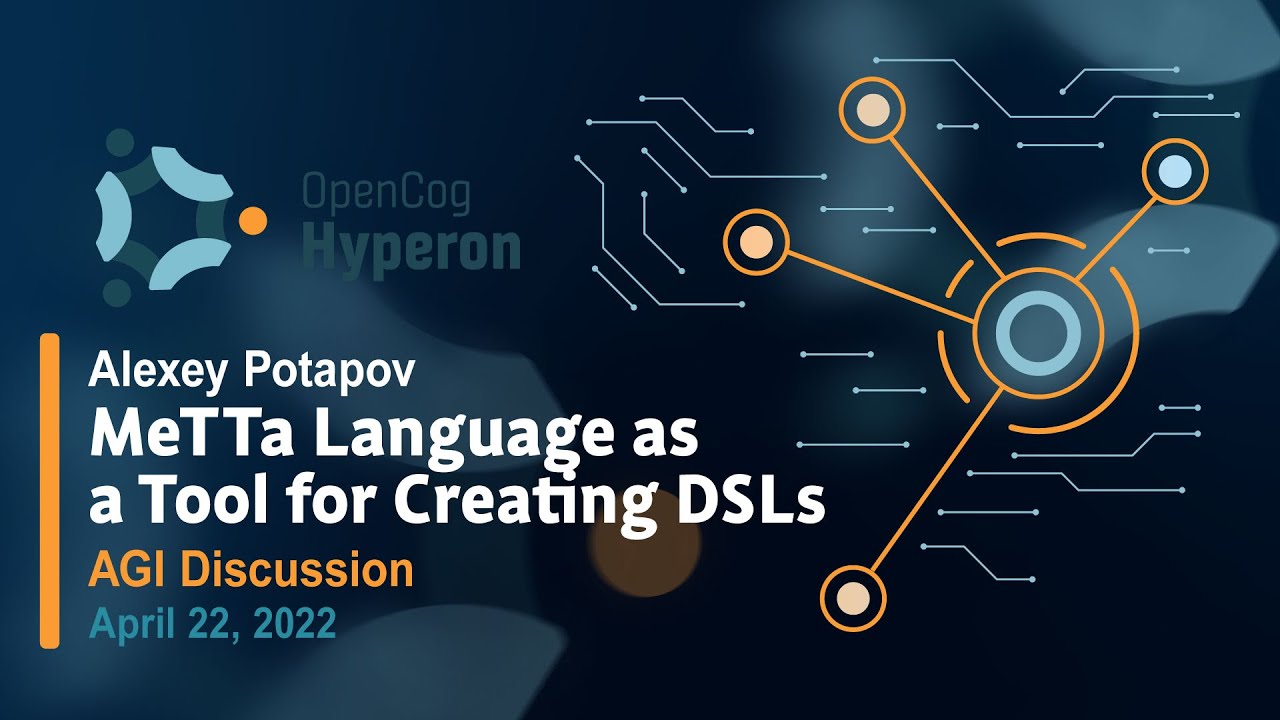 OpenCog
Hyperon
Alexey Potapov
MeTTa Language as
a Tool for Creating DSLs
AGI Discussion
April 22, 2022